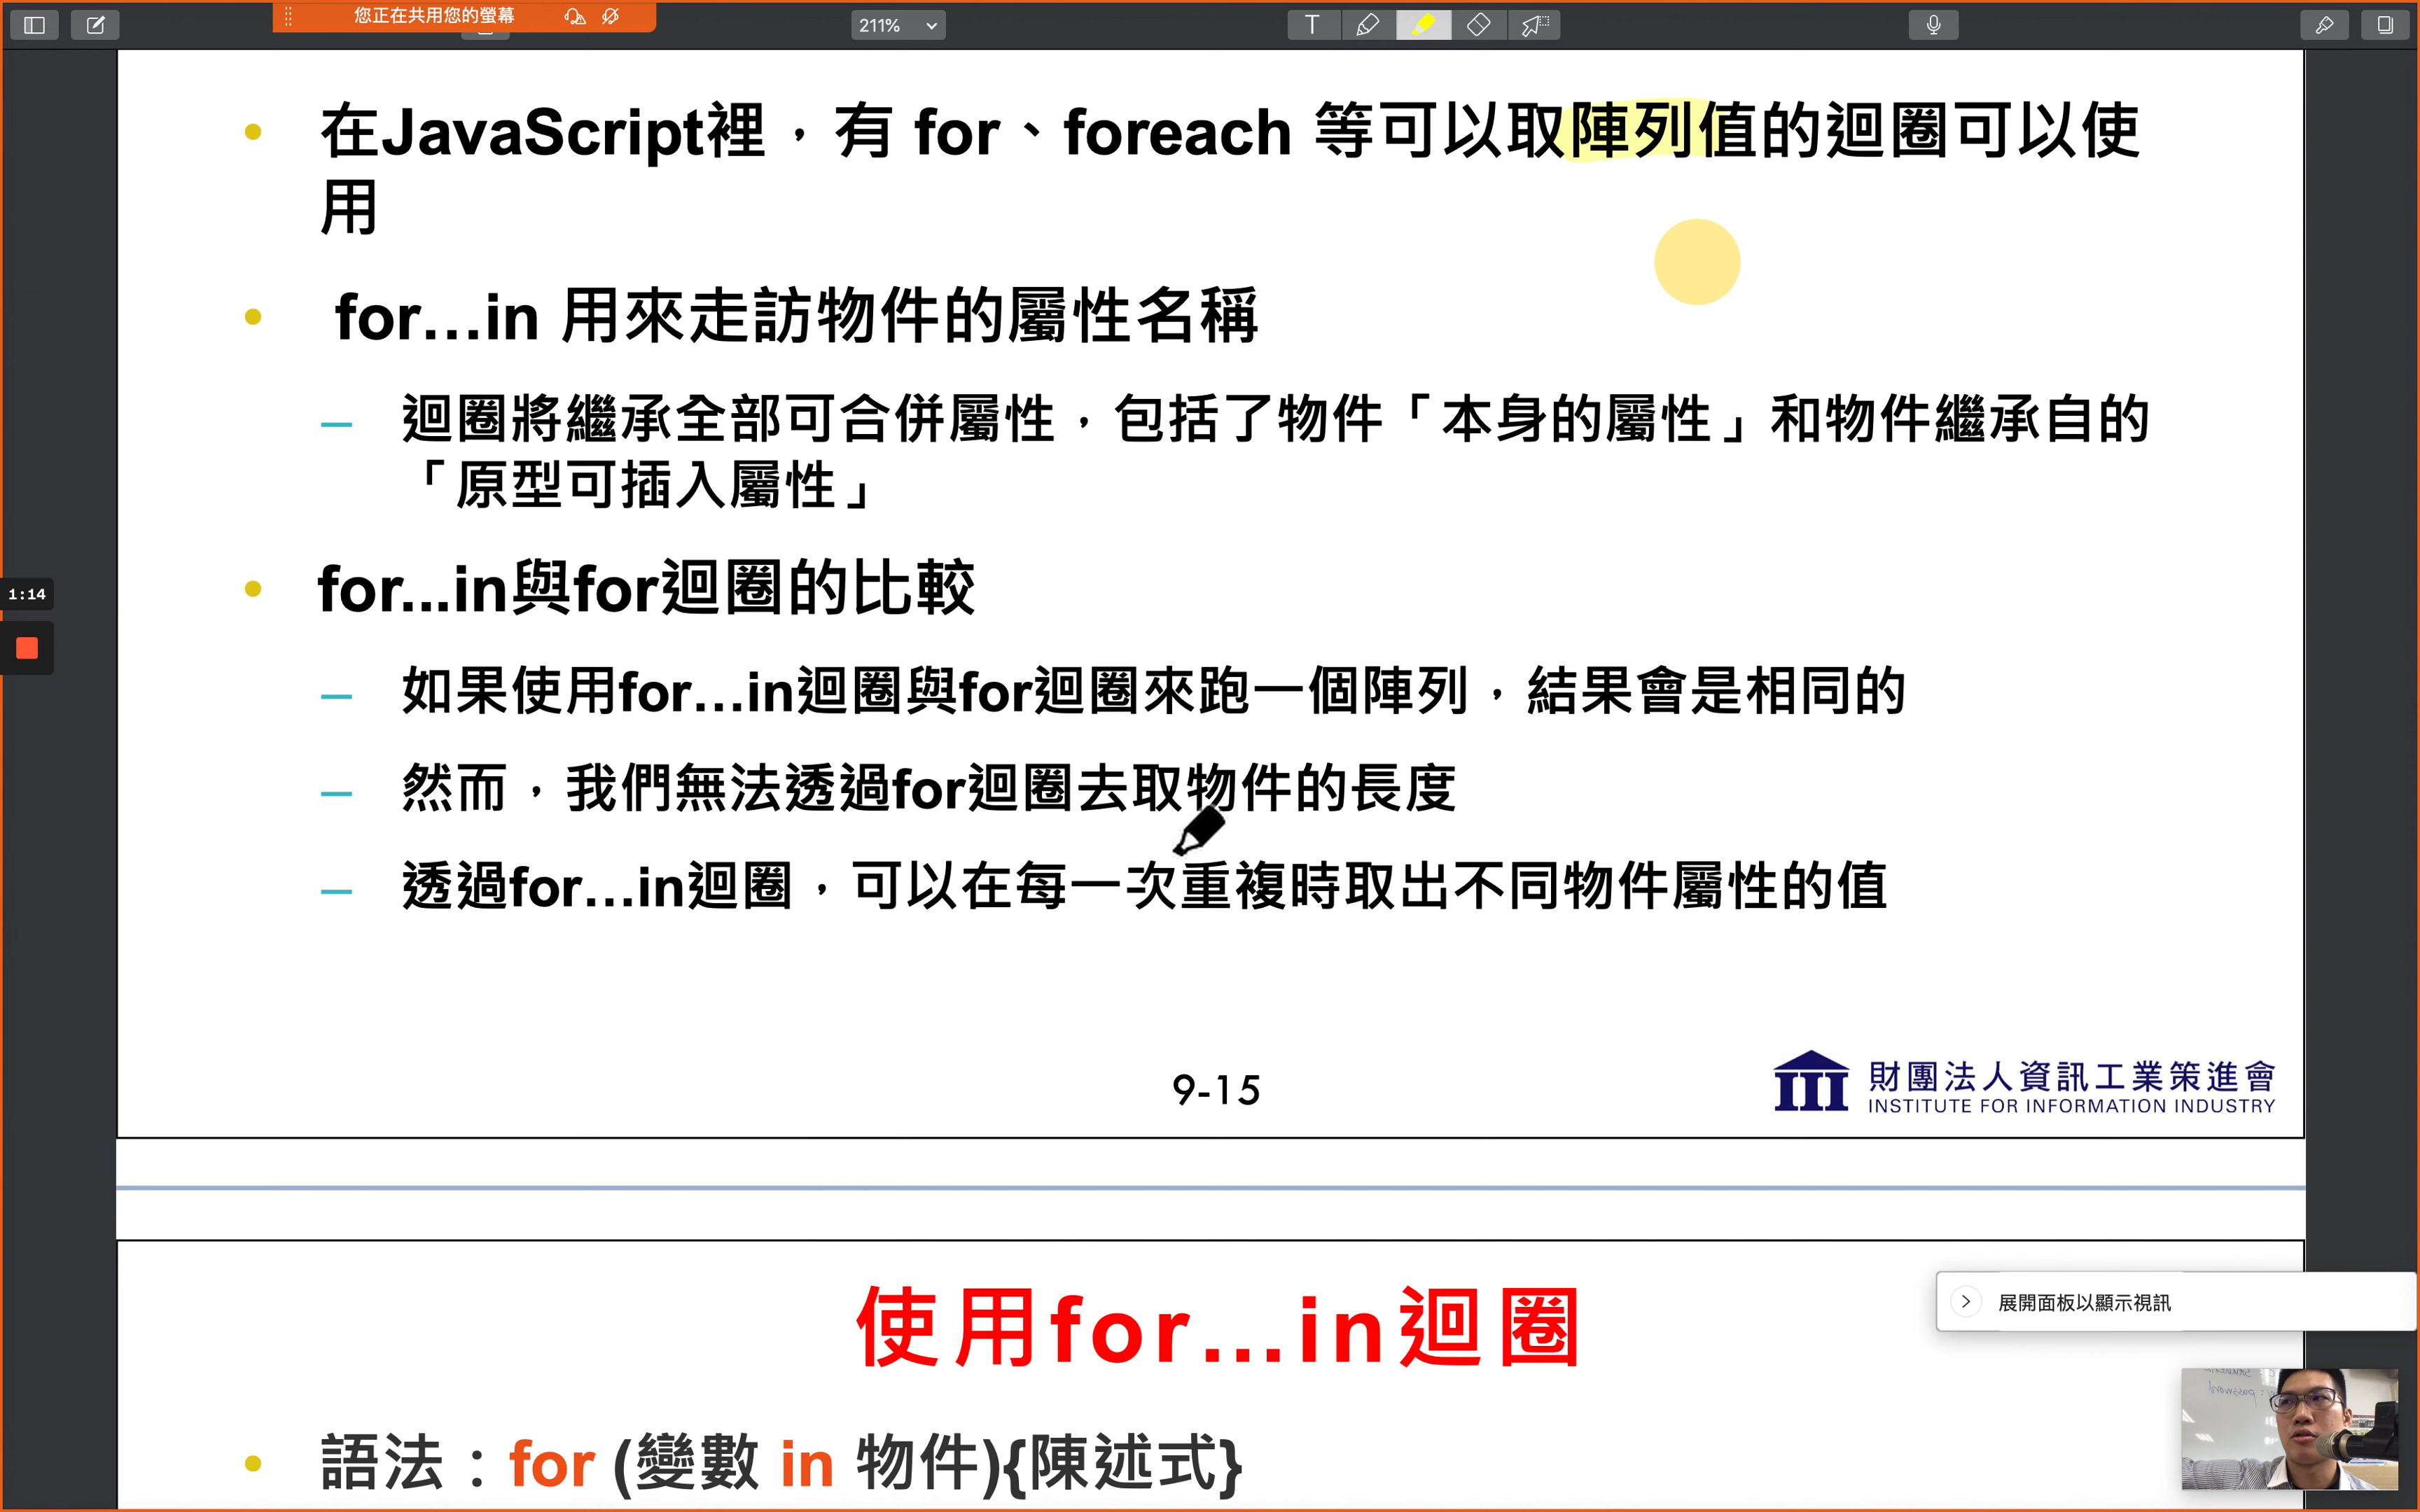 您正在共用您的螢幕
211%
T
在JavaScript裡，有 for、foreach 等可以取陣列值的迴圈可以使
用
for…in 用來走訪物件的屬性名稱
迴圈將繼承全部可合併屬性，包括了物件「本身的屬性」和物件繼承自的
「原型可插入屬性」
for...in與for迴圈的比較
1:14
如果使用for…in迴圈與for迴圈來跑一個陣列，結果會是相同的
然而，我們無法透過for迴圈去取物件的長度
透過for…in迴圈，可以在每一次重複時取出不同物件屬性的值
9-15
財團法人資訊工業策進會
INSTITUTE FOR INFORMATION INDUSTRY
使用for...in迴圈
展開面板以顯示視訊
語法：for (變數 in 物件){陳述式}
password